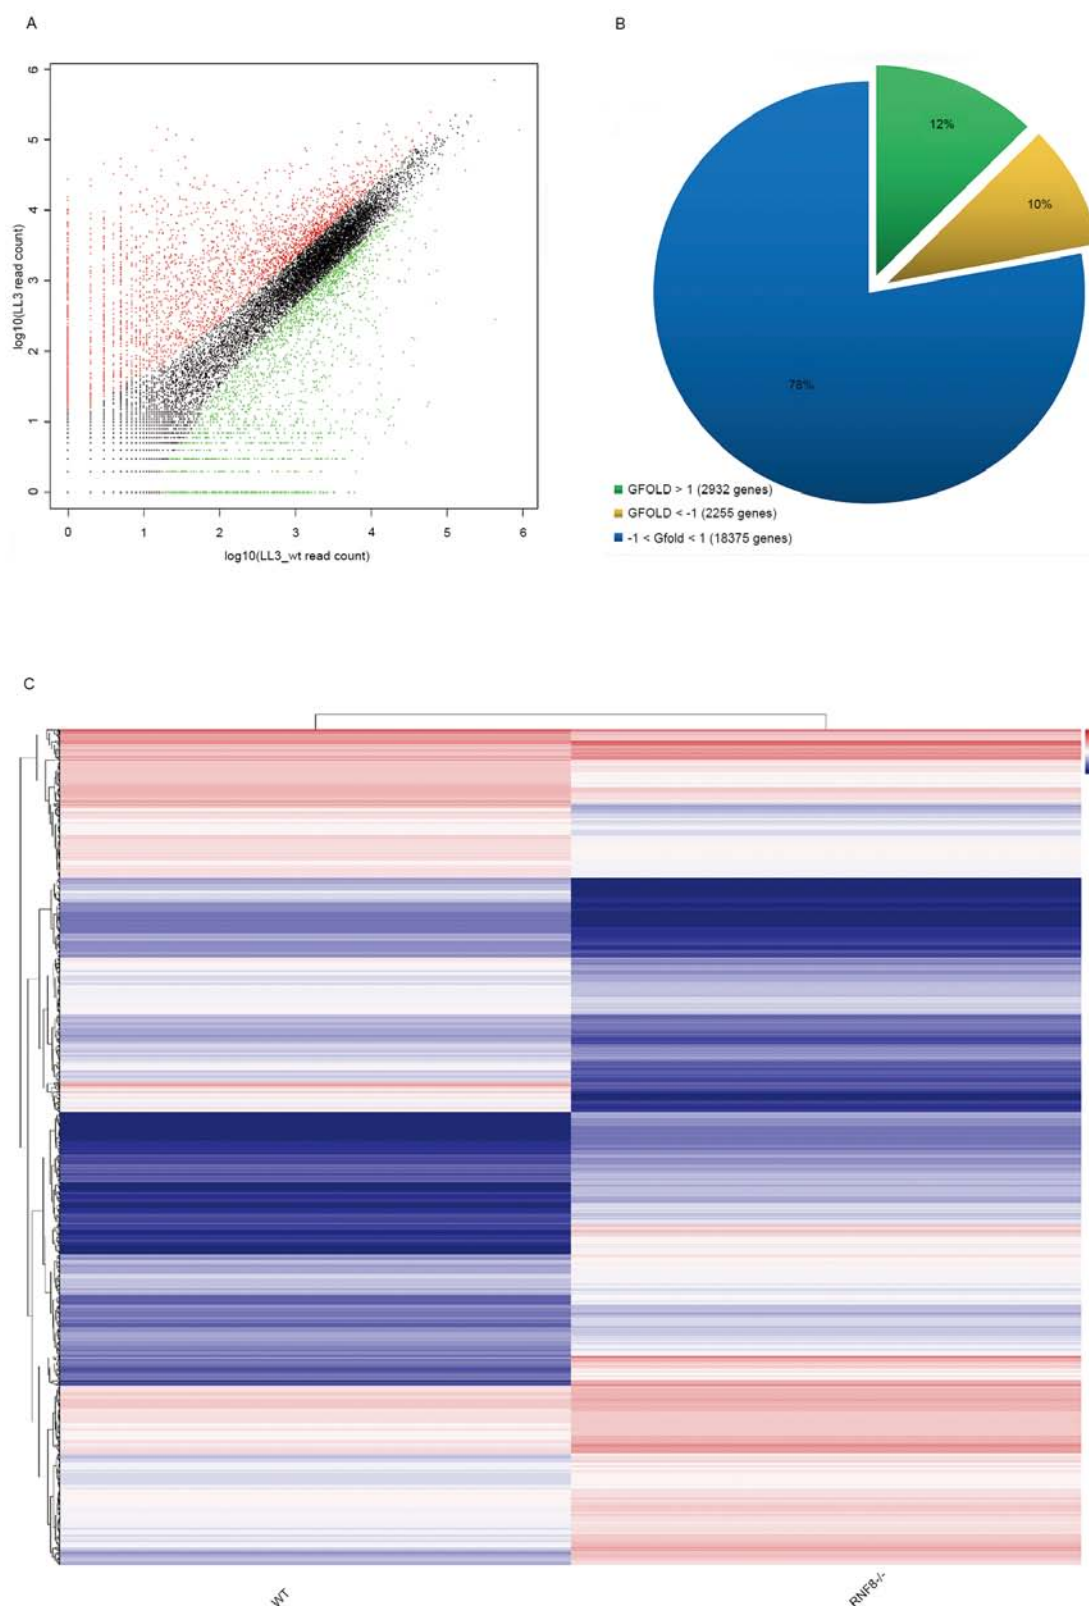 A
B
6
5
4
3
2
1
0
log10(LL3 read count)
0 1 2 3 4 5 6
log10(LL3_wt read count)
12%
10%
78%
GFOLD > 1 (2932 genes)
GFOLD < -1 (2255 genes)
-1 < Gfold < 1 (18375 genes)
C
WT
RNF8-/-